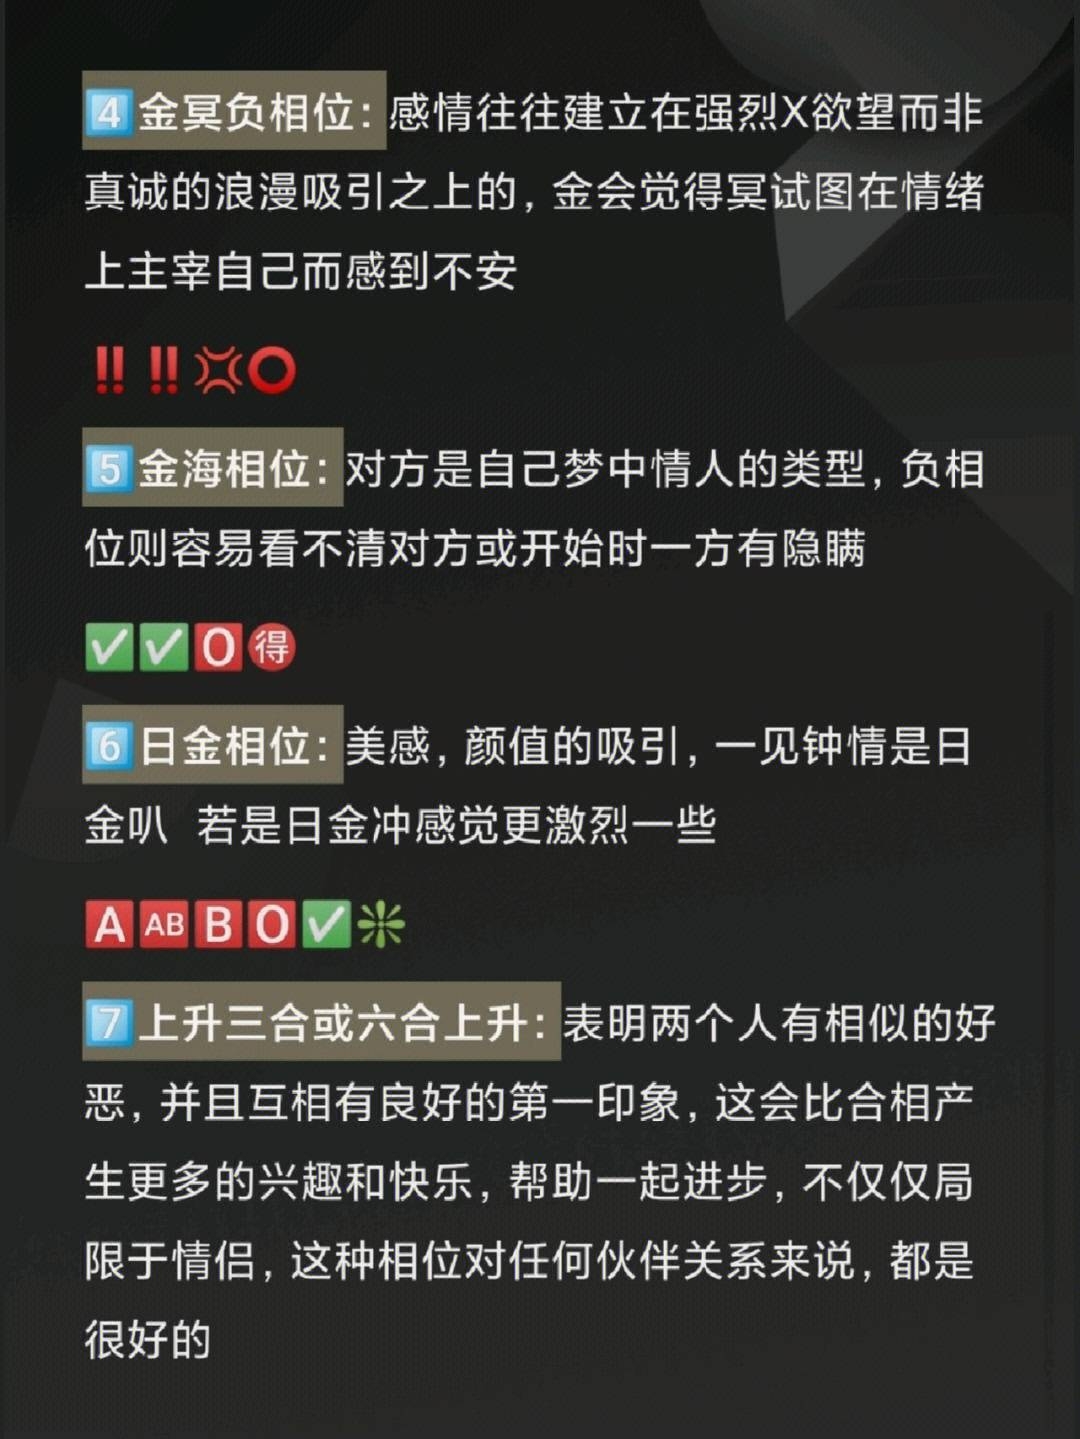 4️⃣金冥负相位：感情往往建立在强烈X欲望而非
真诚的浪漫吸引之上的，金会觉得冥试图在情绪
上主宰自己而感到不安
‼️‼️💢⭕
5️⃣金海相位：对方是自己梦中情人的类型，负相
位则容易看不清对方或开始时一方有隐瞒
✅✅🅾️🉐
6️⃣日金相位：美感，颜值的吸引，一见钟情是日
金叭 若是日金冲感觉更激烈一些
🅰️🆎🅱️🅾️✅❇️
7️⃣上升三合或六合上升：表明两个人有相似的好
恶，并且互相有良好的第一印象，这会比合相产
生更多的兴趣和快乐，帮助一起进步，不仅仅局
限于情侣，这种相位对任何伙伴关系来说，都是
很好的